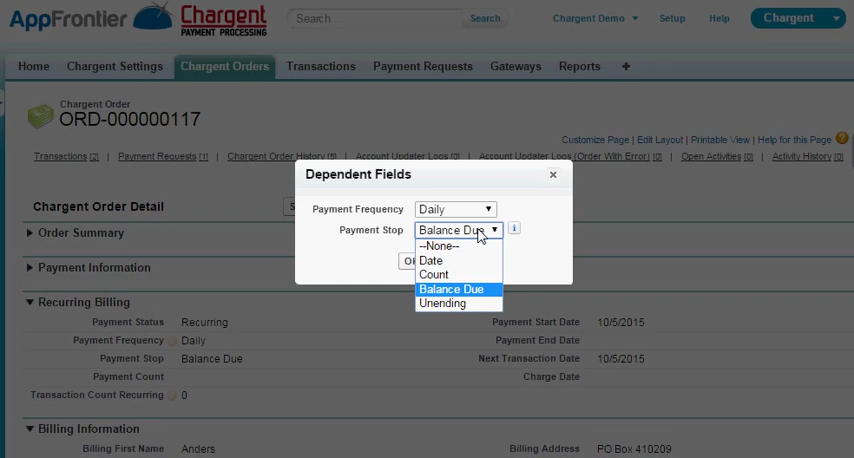 AppFrontier Chargent PAYMENT PROCESSING Search... Search Chargent Demo Setup Help Chargent
Home Chargent Settings Chargent Orders Transactions Payment Requests Gateways Reports +
Chargent Order
ORD-000000117
Customize Page | Edit Layout | Printable View | Help for this Page ?
Transactions [2] | Payment Requests [1] | Chargent Order History [5] | Account Updater Logs [0] | Account Updater Logs (Order With Error) [0] | Open Activities [0] | Activity History [0]
Dependent Fields ×
Payment Frequency Daily
Payment Stop Balance Due i
--None--
Date
Count
Balance Due
Unending
Chargent Order Detail
Order Summary
Payment Information
Recurring Billing
Payment Status Recurring Payment Start Date 10/5/2015
Payment Frequency Daily Payment End Date
Payment Stop Balance Due Next Transaction Date 10/5/2015
Payment Count Charge Date
Transaction Count Recurring 0
Billing Information
Billing First Name Anders Billing Address PO Box 410209